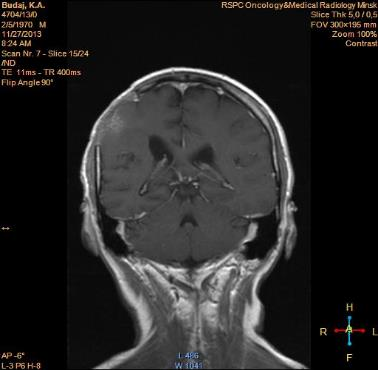 Budaj, K.A.
4704/13/0
2/5/1970 M
11/27/2013
8:24 AM
Scan Nr. 7 - Slice 15/24
/ND
TE 11ms - TR 400ms
Flip Angle 90°
RSPC Oncology&Medical Radiology Minsk
Slice Thk 5,0 / 0,5
FOV 300×195 mm
Zoom 100%
Contrast
H
R A L
F
AP -6°
L-3 P6 H-8
L 486
W 1041